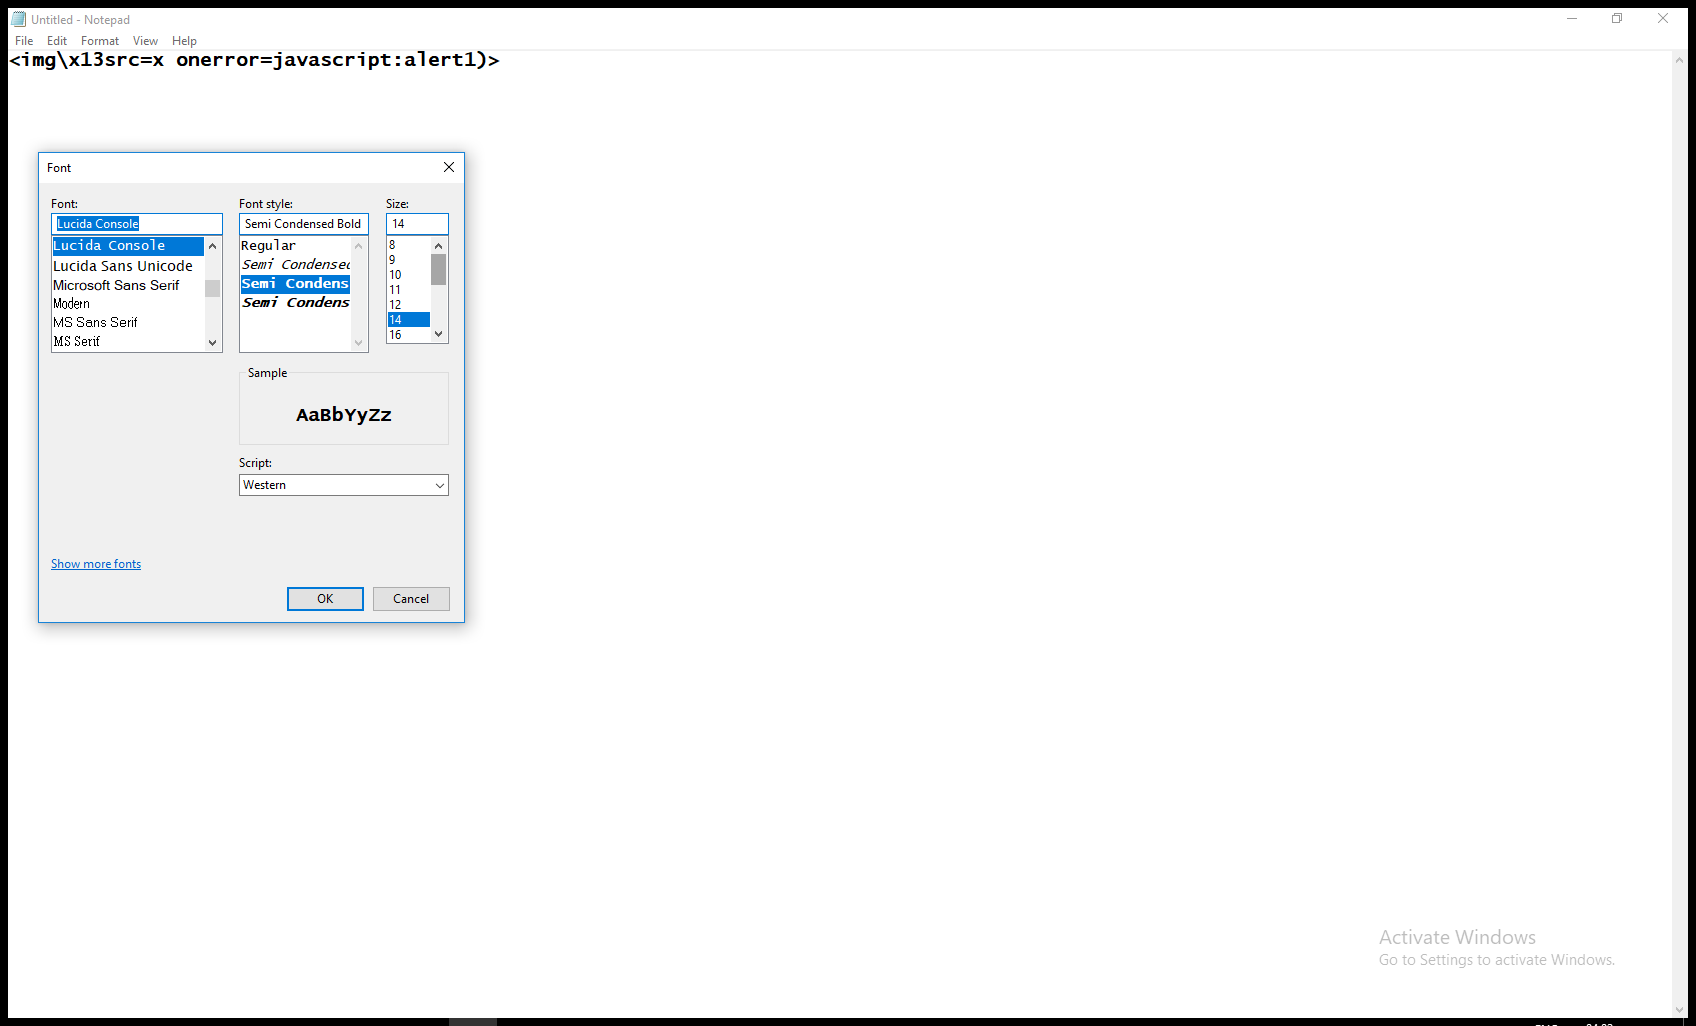 Untitled - Notepad
File Edit Format View Help
<img\x13src=x onerror=javascript:alert1)>
Font
Font: Font style: Size:
Lucida Console Semi Condensed Bold 14
Lucida Console
Lucida Sans Unicode
Microsoft Sans Serif
Modern
MS Sans Serif
MS Serif
Regular
Semi Condensed
Semi Condens
Semi Condens
8
9
10
11
12
14
16
Sample
AaBbYyZz
Script:
Western
Show more fonts
OK Cancel
Activate Windows
Go to Settings to activate Windows.